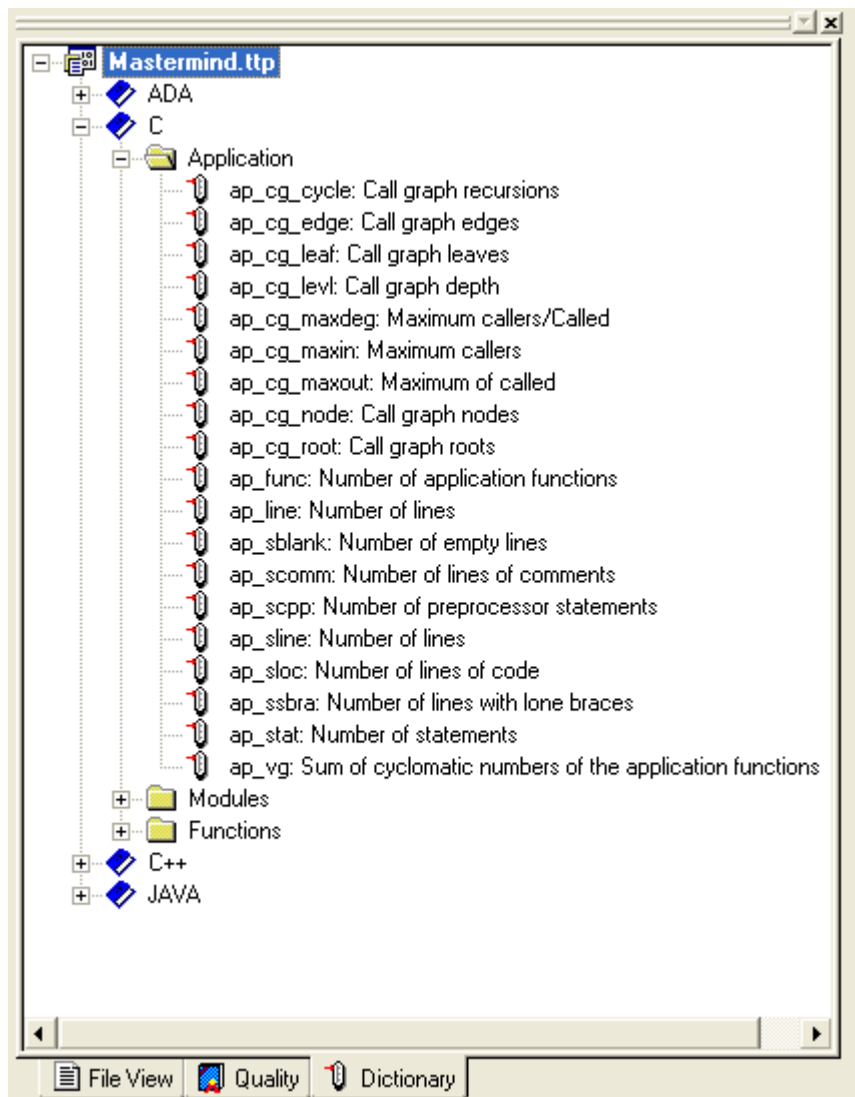 Mastermind.ttp
ADA
C
Application
ap_cg_cycle: Call graph recursions
ap_cg_edge: Call graph edges
ap_cg_leaf: Call graph leaves
ap_cg_levl: Call graph depth
ap_cg_maxdeg: Maximum callers/Called
ap_cg_maxin: Maximum callers
ap_cg_maxout: Maximum of called
ap_cg_node: Call graph nodes
ap_cg_root: Call graph roots
ap_func: Number of application functions
ap_line: Number of lines
ap_sblank: Number of empty lines
ap_scomm: Number of lines of comments
ap_scpp: Number of preprocessor statements
ap_sline: Number of lines
ap_sloc: Number of lines of code
ap_ssbra: Number of lines with lone braces
ap_stat: Number of statements
ap_vg: Sum of cyclomatic numbers of the application functions
Modules
Functions
C++
JAVA
File View Quality Dictionary